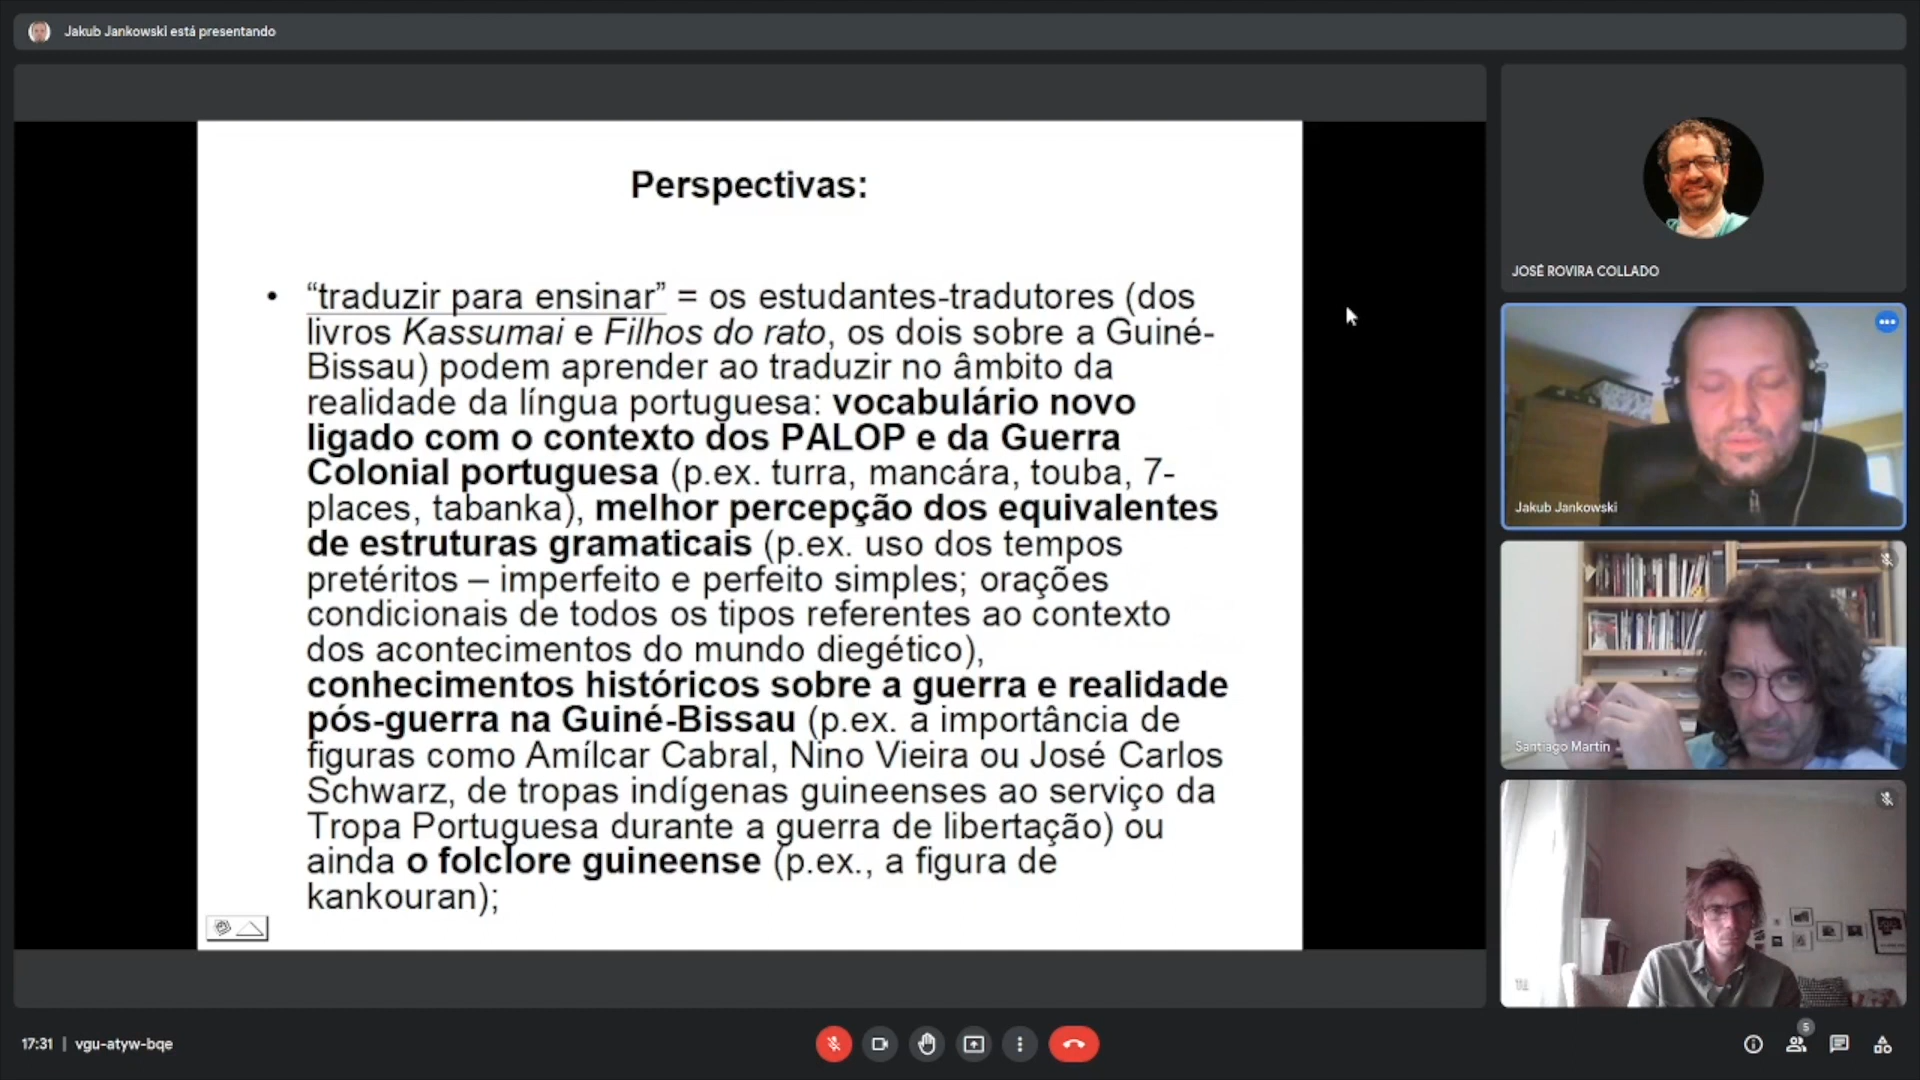 Jakub Jankowski está presentando
Perspectivas:
• “traduzir para ensinar” = os estudantes-tradutores (dos
livros Kassumai e Filhos do rato, os dois sobre a Guiné-
Bissau) podem aprender ao traduzir no âmbito da
realidade da língua portuguesa: vocabulário novo
ligado com o contexto dos PALOP e da Guerra
Colonial portuguesa (p.ex. turra, mancára, touba, 7-
places, tabanka), melhor percepção dos equivalentes
de estruturas gramaticais (p.ex. uso dos tempos
pretéritos – imperfeito e perfeito simples; orações
condicionais de todos os tipos referentes ao contexto
dos acontecimentos do mundo diegético),
conhecimentos históricos sobre a guerra e realidade
pós-guerra na Guiné-Bissau (p.ex. a importância de
figuras como Amílcar Cabral, Nino Vieira ou José Carlos
Schwarz, de tropas indígenas guineenses ao serviço da
Tropa Portuguesa durante a guerra de libertação) ou
ainda o folclore guineense (p.ex., a figura de
kankouran);
JOSÉ ROVIRA COLLADO
Jakub Jankowski
Santiago Martin
Tú
17:31 | vgu-atyw-bqe
5